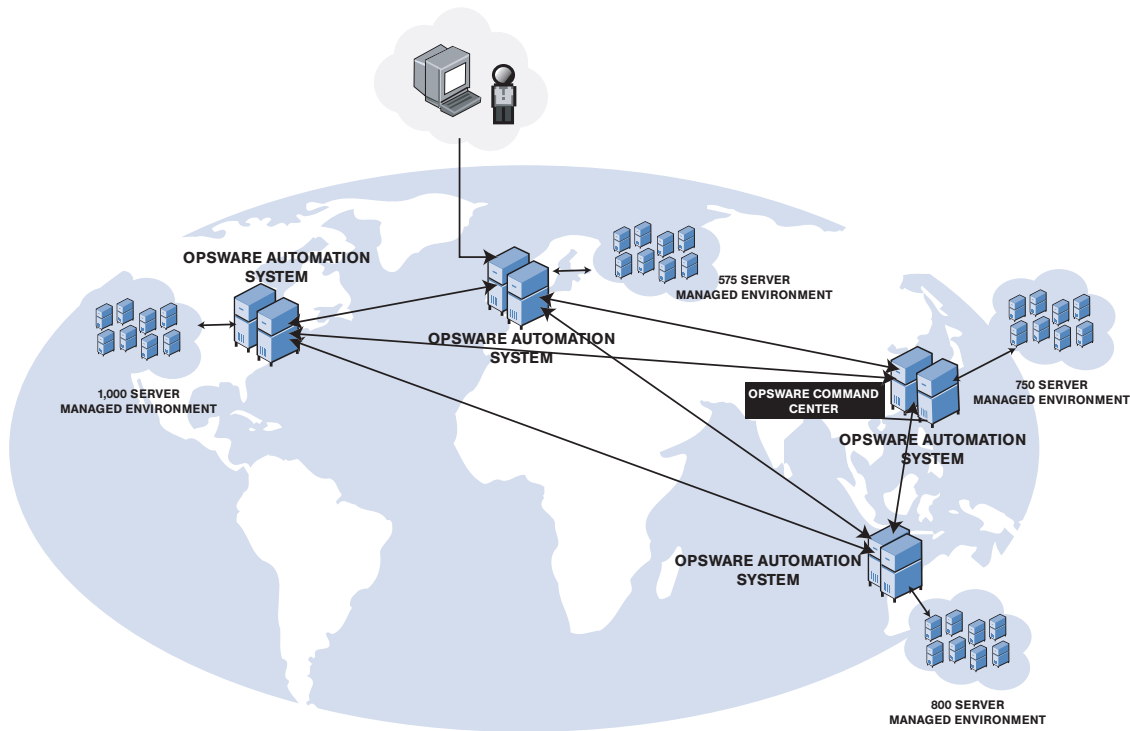 OPSWARE AUTOMATION
SYSTEM
575 SERVER
MANAGED ENVIRONMENT
OPSWARE AUTOMATION
SYSTEM
1,000 SERVER
MANAGED ENVIRONMENT
OPSWARE COMMAND
CENTER
750 SERVER
MANAGED ENVIRONMENT
OPSWARE AUTOMATION
SYSTEM
OPSWARE AUTOMATION
SYSTEM
800 SERVER
MANAGED ENVIRONMENT